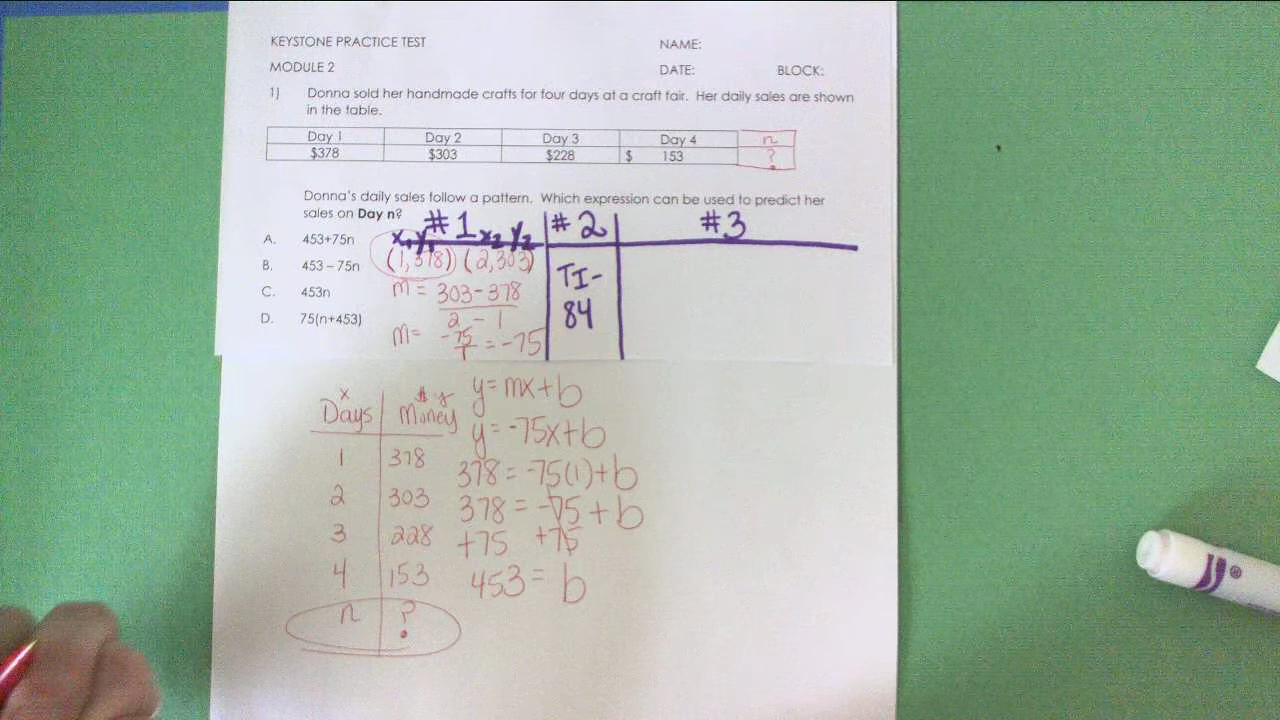 KEYSTONE PRACTICE TEST
NAME:
MODULE 2
DATE: BLOCK:
1) Donna sold her handmade crafts for four days at a craft fair. Her daily sales are shown
in the table.
Day 1 Day 2 Day 3 Day 4 n
$378 $303 $228 $ 153 ?
Donna's daily sales follow a pattern. Which expression can be used to predict her
sales on Day n?
A. 453+75n
B. 453 – 75n
C. 453n
D. 75(n+453)
#1 #2 #3
x, y, x2 y2
(1,378) (2,303)
m = 303-378
2 - 1
m= -75
1 = -75
TI-
84
x $ y
Days Money
1 378
2 303
3 228
4 153
n ?
y=mx+b
y=-75x+b
378=-75(1)+b
378=-75+b
+75 +75
453=b